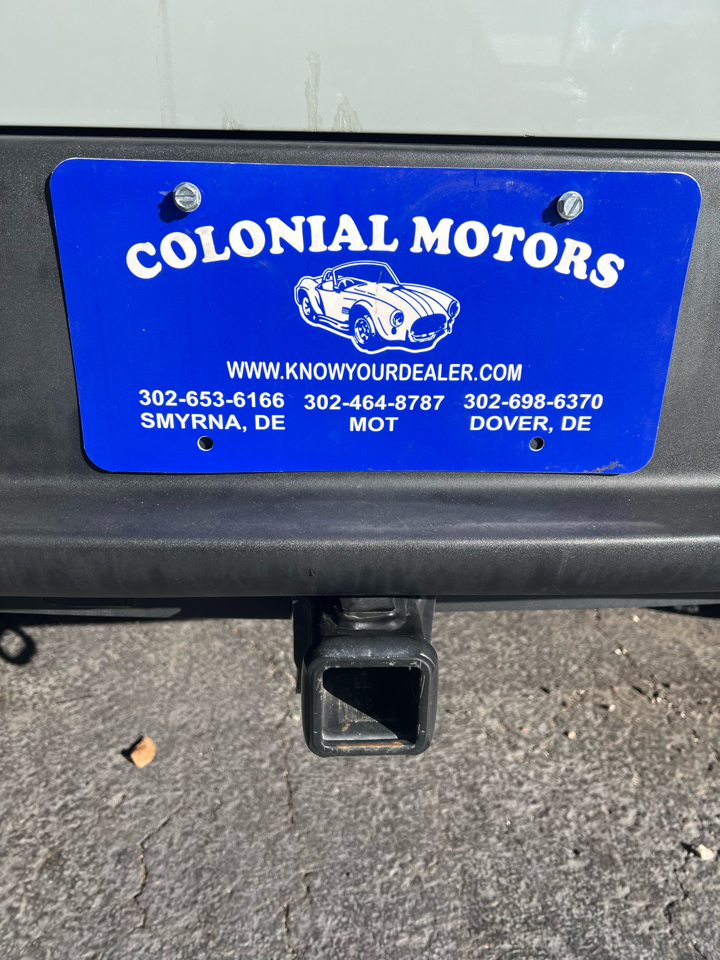 COLONIAL MOTORS
WWW.KNOWYOURDEALER.COM
302-653-6166 302-464-8787 302-698-6370
SMYRNA, DE MOT DOVER, DE